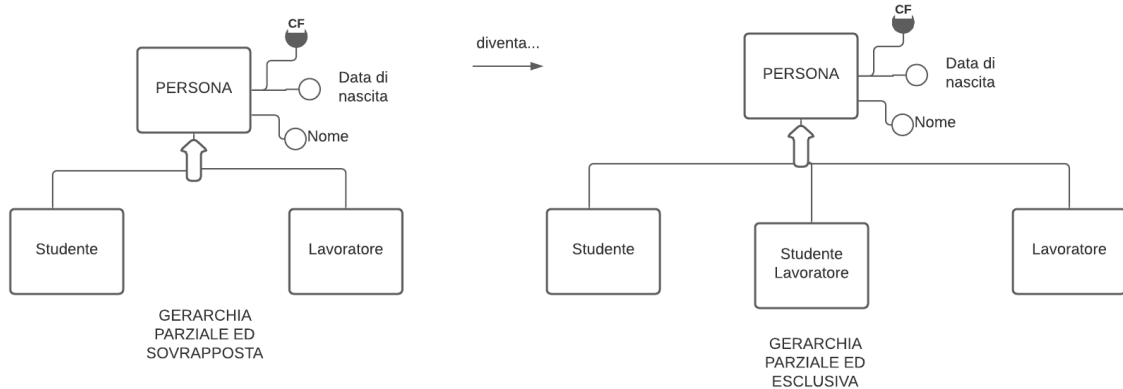 CF
PERSONA
Data di
nascita
Nome
Studente
Lavoratore
GERARCHIA
PARZIALE ED
SOVRAPPOSTA
diventa...
CF
PERSONA
Data di
nascita
Nome
Studente
Studente
Lavoratore
Lavoratore
GERARCHIA
PARZIALE ED
ESCLUSIVA